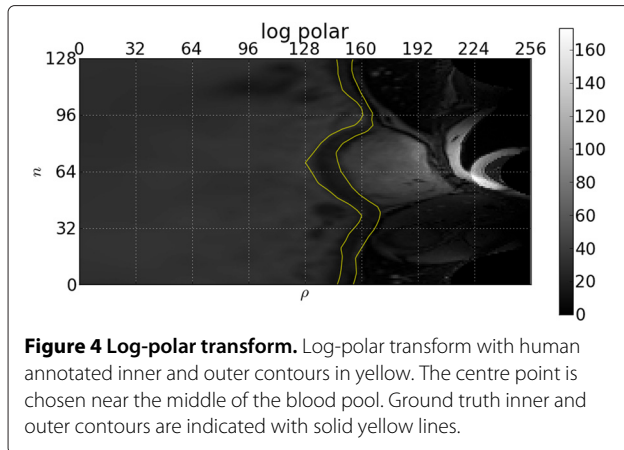 log polar
0 32 64 96 128 160 192 224 256
128
96
64
32
0
n
ρ
160
140
120
100
80
60
40
20
0
Figure 4 Log-polar transform. Log-polar transform with human
annotated inner and outer contours in yellow. The centre point is
chosen near the middle of the blood pool. Ground truth inner and
outer contours are indicated with solid yellow lines.